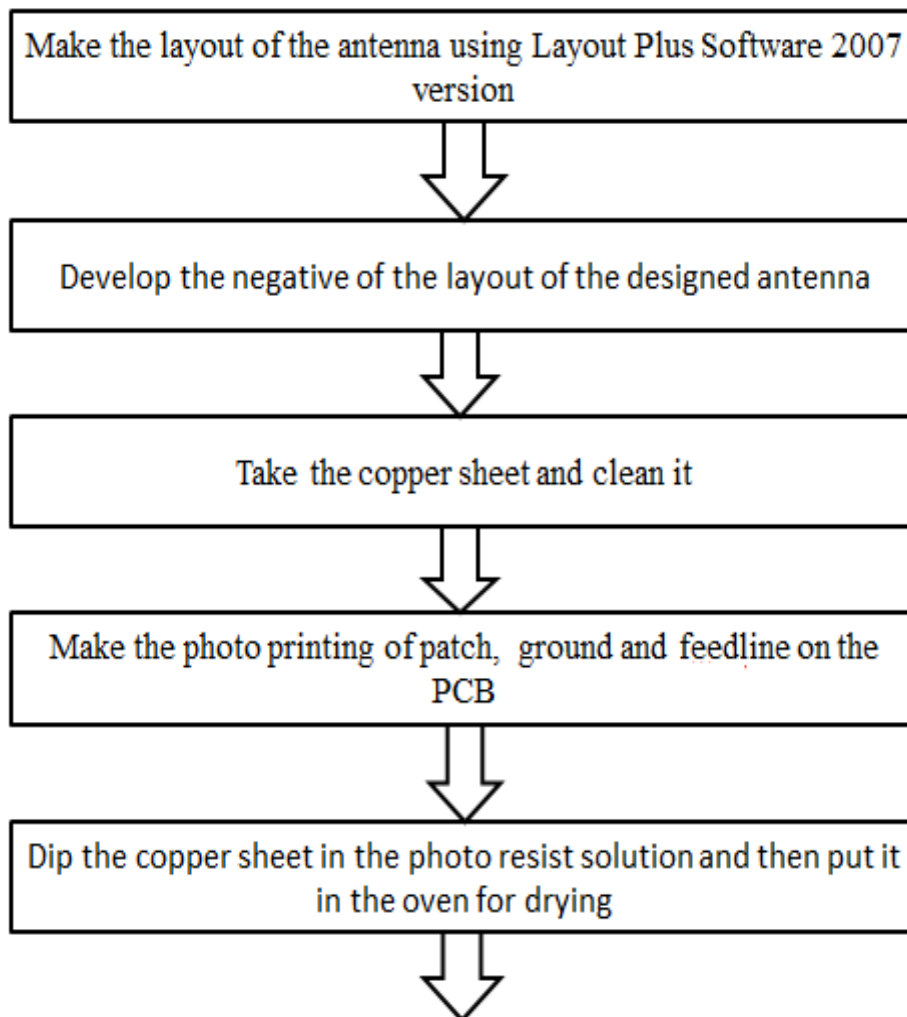 Make the layout of the antenna using Layout Plus Software 2007
version
Develop the negative of the layout of the designed antenna
Take the copper sheet and clean it
Make the photo printing of patch, ground and feedline on the
PCB
Dip the copper sheet in the photo resist solution and then put it
in the oven for drying